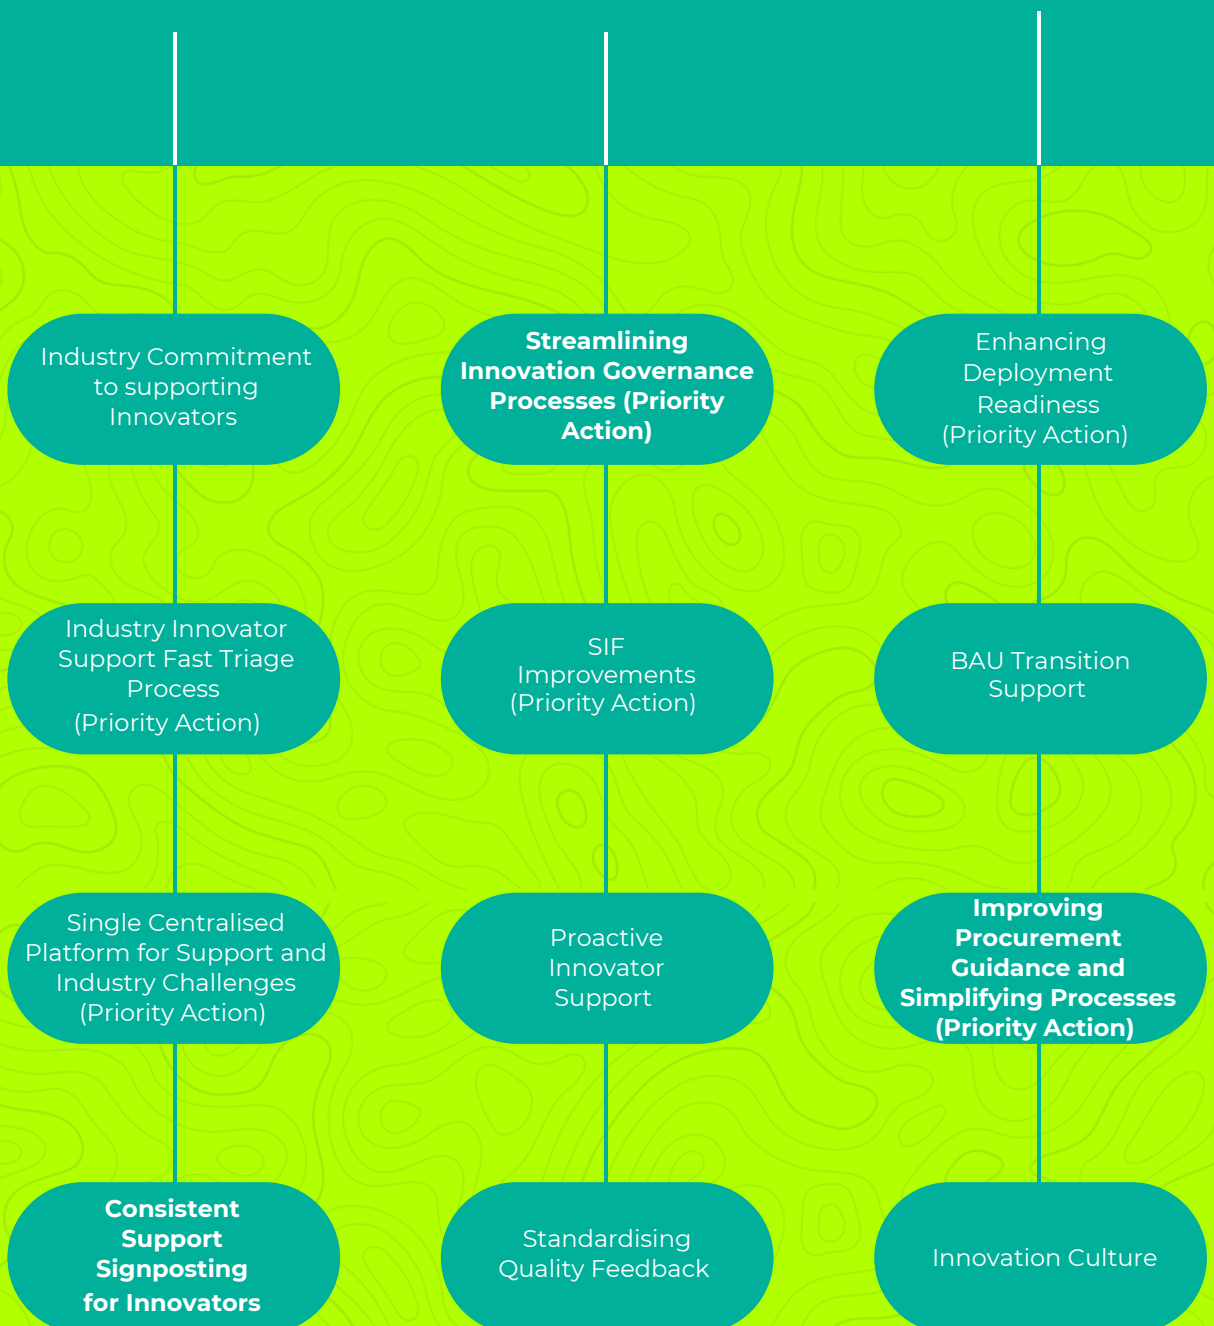 Industry Commitment
to supporting
Innovators
Streamlining
Innovation Governance
Processes (Priority
Action)
Enhancing
Deployment
Readiness
(Priority Action)
Industry Innovator
Support Fast Triage
Process
(Priority Action)
SIF
Improvements
(Priority Action)
BAU Transition
Support
Single Centralised
Platform for Support and
Industry Challenges
(Priority Action)
Proactive
Innovator
Support
Improving
Procurement
Guidance and
Simplifying Processes
(Priority Action)
Consistent
Support
Signposting
for Innovators
Standardising
Quality Feedback
Innovation Culture